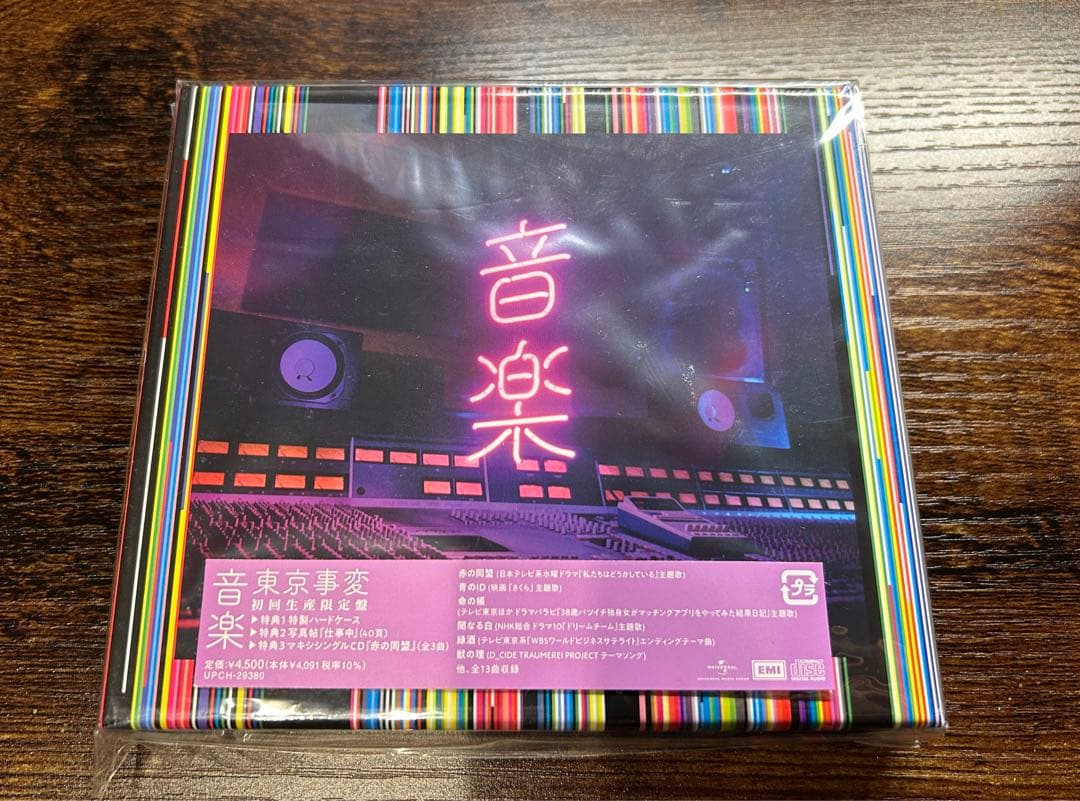 音
楽
音楽
東京事変
初回生産限定盤
▶特典1 特製ハードケース
▶特典2 写真帖『仕事中』(40頁)
▶特典3 マキシシングルCD『赤の同盟』(全3曲)
定価:¥4,500(本体¥4,091 税率10%)
UPCH-29380
赤の同盟 (日本テレビ系水曜ドラマ『私たちはどうかしている』主題歌)
青のID (映画『さくら』主題歌)
命の帳
(テレビ東京ほか ドラマパラビ『38歳バツイチ独身女がマッチングアプリをやってみた結果日記』主題歌)
闇なる白 (NHK総合 ドラマ10『ドリームチーム』主題歌)
緑酒 (テレビ東京系『WBSワールドビジネスサテライト』エンディングテーマ曲)
獣の理 (D_CIDE TRAUMEREI PROJECT テーマソング)
他、全13曲収録
プラ
UNIVERSAL
UNIVERSAL MUSIC GROUP
EMI
COMPACT
disc
DIGITAL AUDIO